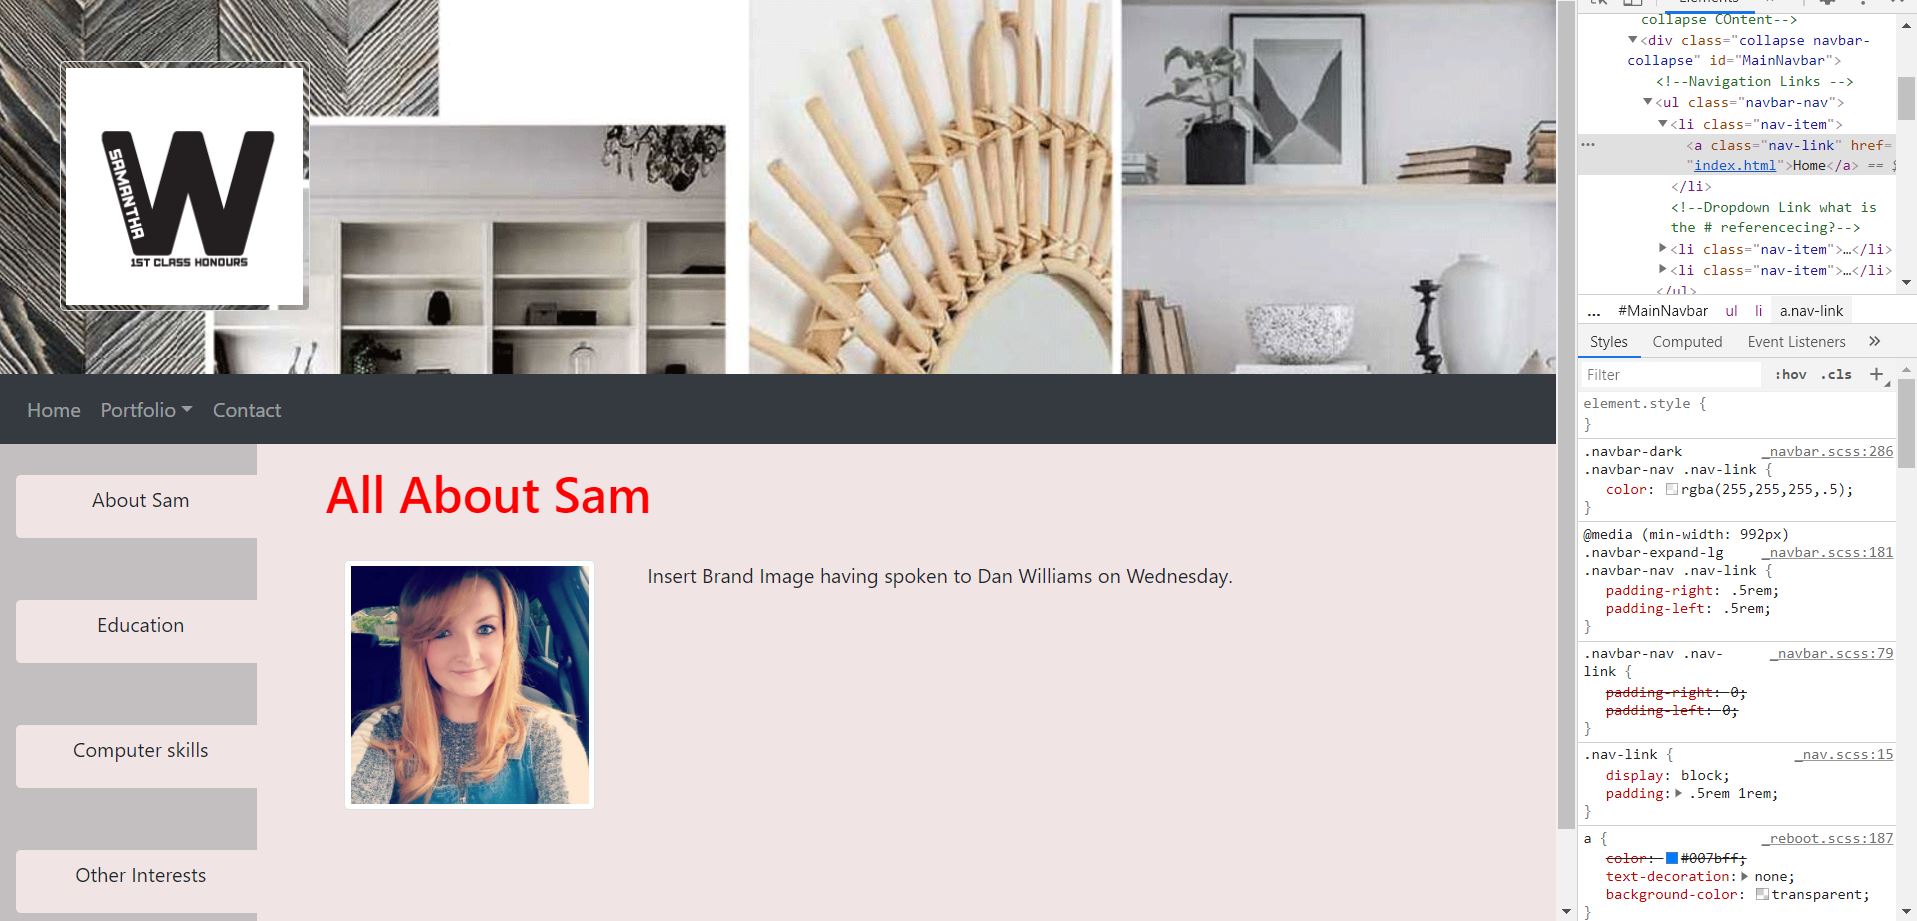 SAMANTHA
W
1ST CLASS HONOURS
Home Portfolio Contact
About Sam
Education
Computer skills
Other Interests
All About Sam
Insert Brand Image having spoken to Dan Williams on Wednesday.
Elements
collapse COntent-->
<div class="collapse navbar-
collapse" id="MainNavbar">
<!--Navigation Links -->
<ul class="navbar-nav">
<li class="nav-item">
<a class="nav-link" href=
"index.html">Home</a> ==
</li>
<!--Dropdown Link what is
the # referencecing?-->
<li class="nav-item">…</li>
<li class="nav-item">…</li>
</ul>
... #MainNavbar ul li a.nav-link
Styles Computed Event Listeners »
Filter :hov .cls +
element.style {
}
.navbar-dark _navbar.scss:286
.navbar-nav .nav-link {
color: rgba(255,255,255,.5);
}
@media (min-width: 992px)
.navbar-expand-lg _navbar.scss:181
.navbar-nav .nav-link {
padding-right: .5rem;
padding-left: .5rem;
}
.navbar-nav .nav- _navbar.scss:79
link {
padding-right: 0;
padding-left: 0;
}
.nav-link { _nav.scss:15
display: block;
padding: .5rem 1rem;
}
a { _reboot.scss:187
color: #007bff;
text-decoration: none;
background-color: transparent;
}